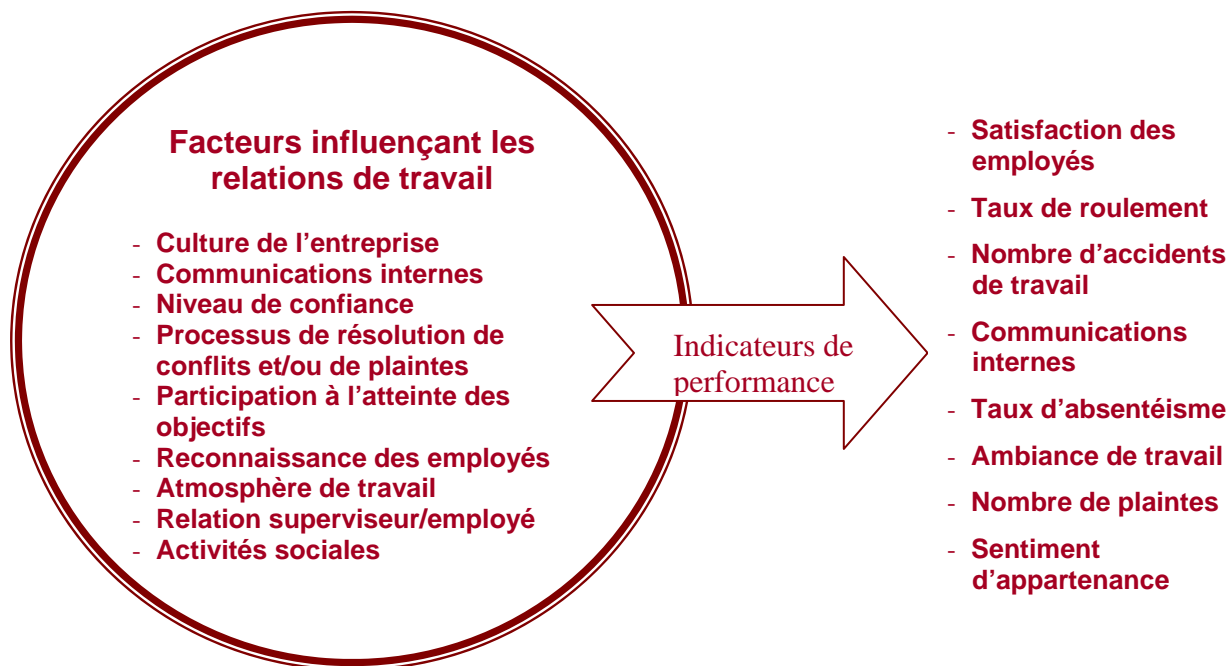 Facteurs influençant les
relations de travail
- Culture de l’entreprise
- Communications internes
- Niveau de confiance
- Processus de résolution de
conflits et/ou de plaintes
- Participation à l’atteinte des
objectifs
- Reconnaissance des employés
- Atmosphère de travail
- Relation superviseur/employé
- Activités sociales
Indicateurs de
performance
- Satisfaction des
employés
- Taux de roulement
- Nombre d’accidents
de travail
- Communications
internes
- Taux d’absentéisme
- Ambiance de travail
- Nombre de plaintes
- Sentiment
d’appartenance